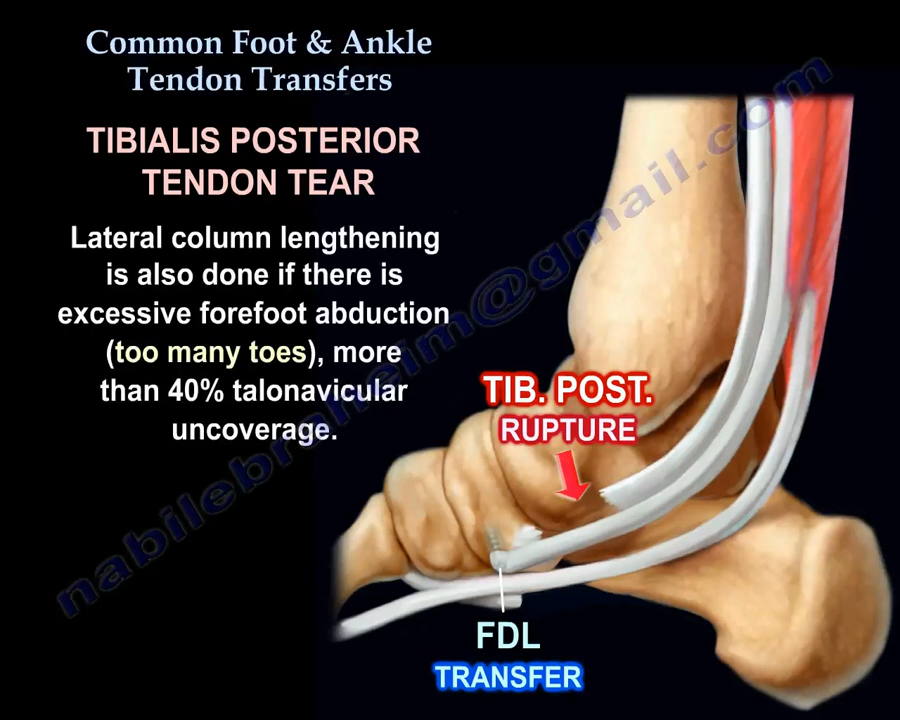 Common Foot & Ankle
Tendon Transfers
TIBIALIS POSTERIOR
TENDON TEAR
Lateral column lengthening
is also done if there is
excessive forefoot abduction
(too many toes), more
than 40% talonavicular
uncoverage.
TIB. POST.
RUPTURE
FDL
TRANSFER
nabilebraheim@gmail.com